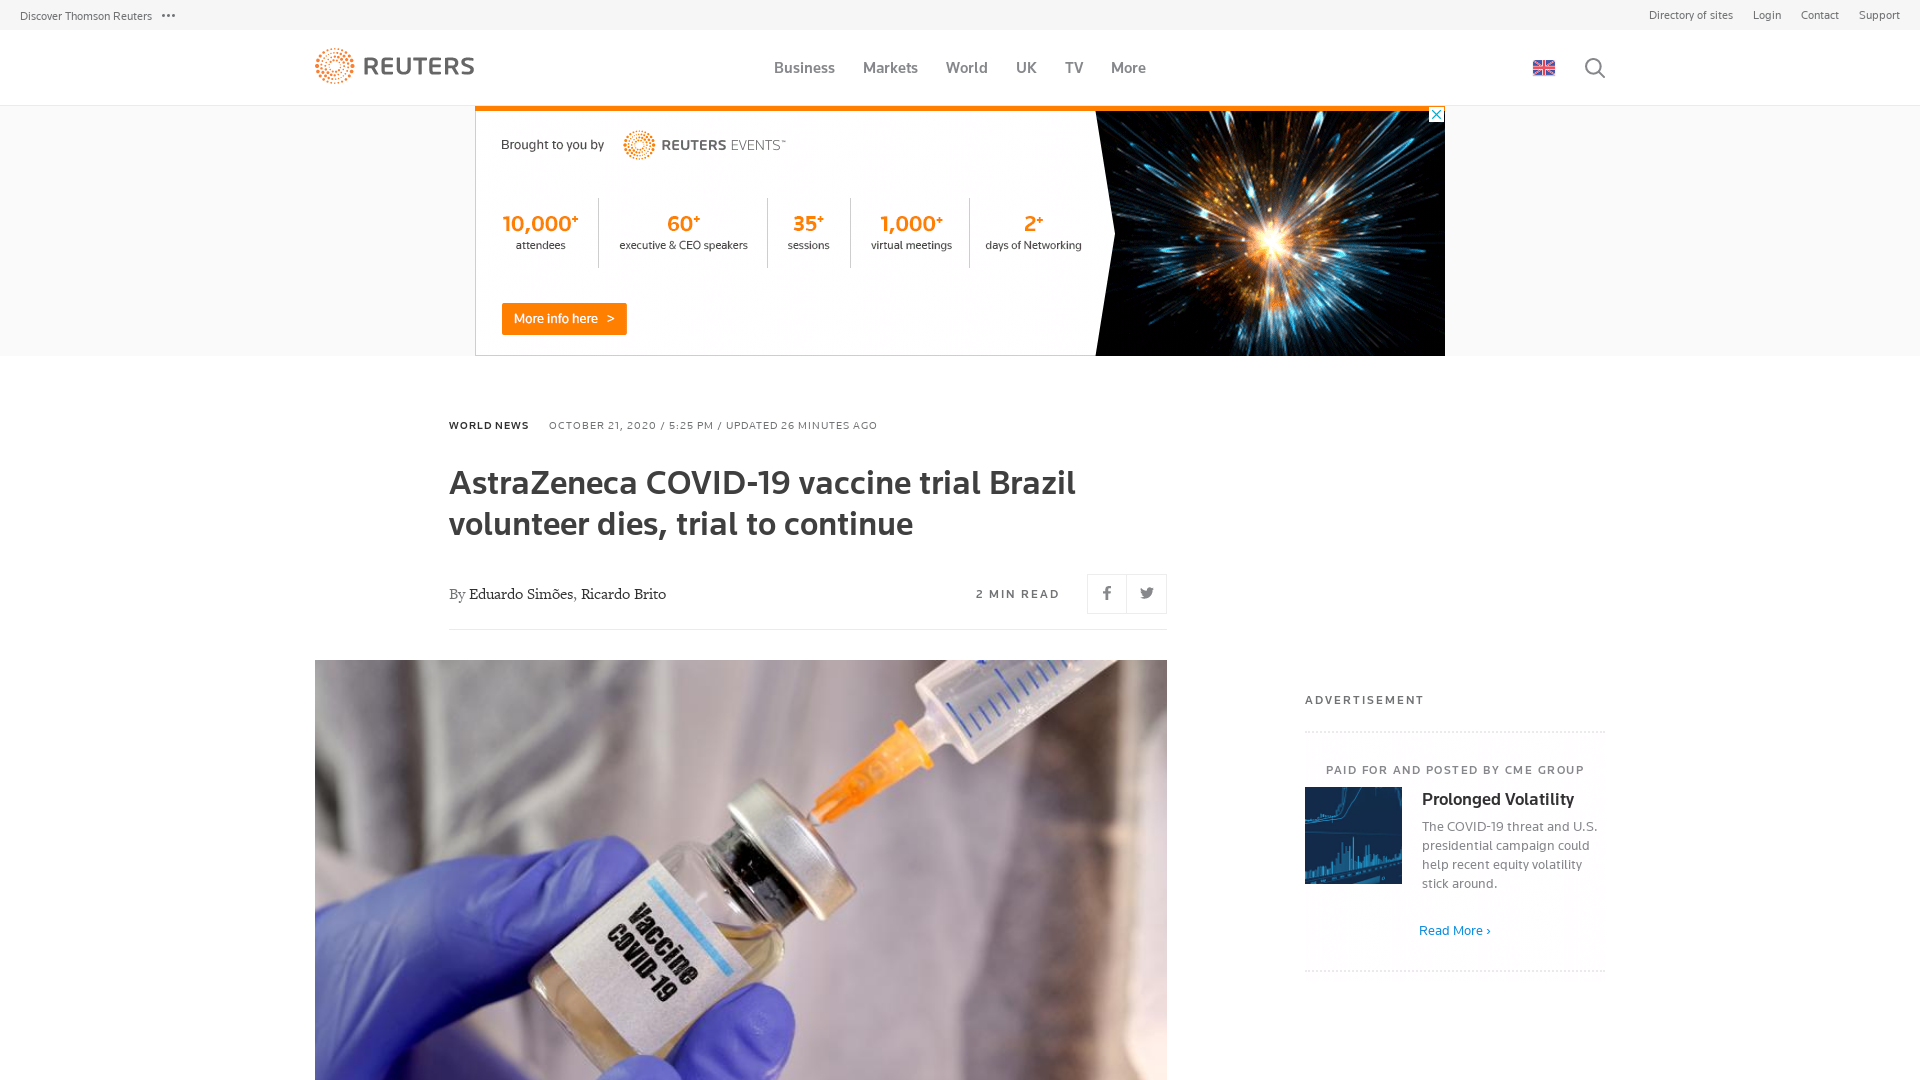 Discover Thomson Reuters
Directory of sites Login Contact Support
REUTERS
Business Markets World UK TV More
Brought to you by REUTERS EVENTS™
10,000+ 60+ 35+ 1,000+ 2+
attendees executive & CEO speakers sessions virtual meetings days of Networking
More info here >
WORLD NEWS OCTOBER 21, 2020 / 5:25 PM / UPDATED 26 MINUTES AGO
AstraZeneca COVID-19 vaccine trial Brazil
volunteer dies, trial to continue
By Eduardo Simões, Ricardo Brito
2 MIN READ
Vaccine
COVID-19
ADVERTISEMENT
PAID FOR AND POSTED BY CME GROUP
Prolonged Volatility
The COVID-19 threat and U.S.
presidential campaign could
help recent equity volatility
stick around.
Read More ›